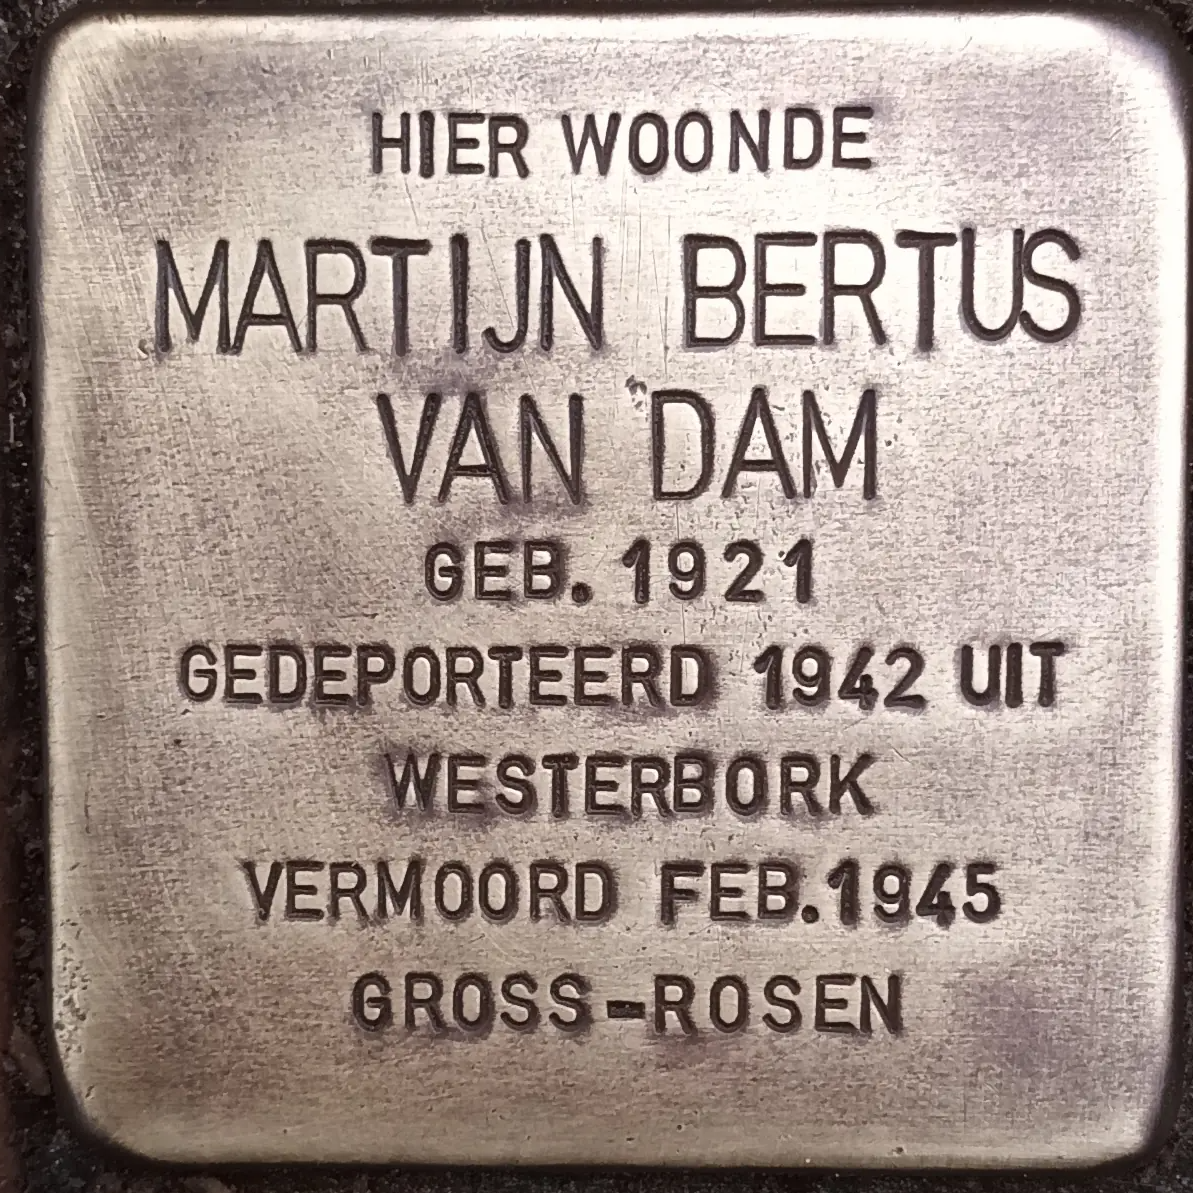 HIER WOONDE
MARTIJN BERTUS
VAN DAM
GEB. 1921
GEDEPORTEERD 1942 UIT
WESTERBORK
VERMOORD FEB.1945
GROSS-ROSEN